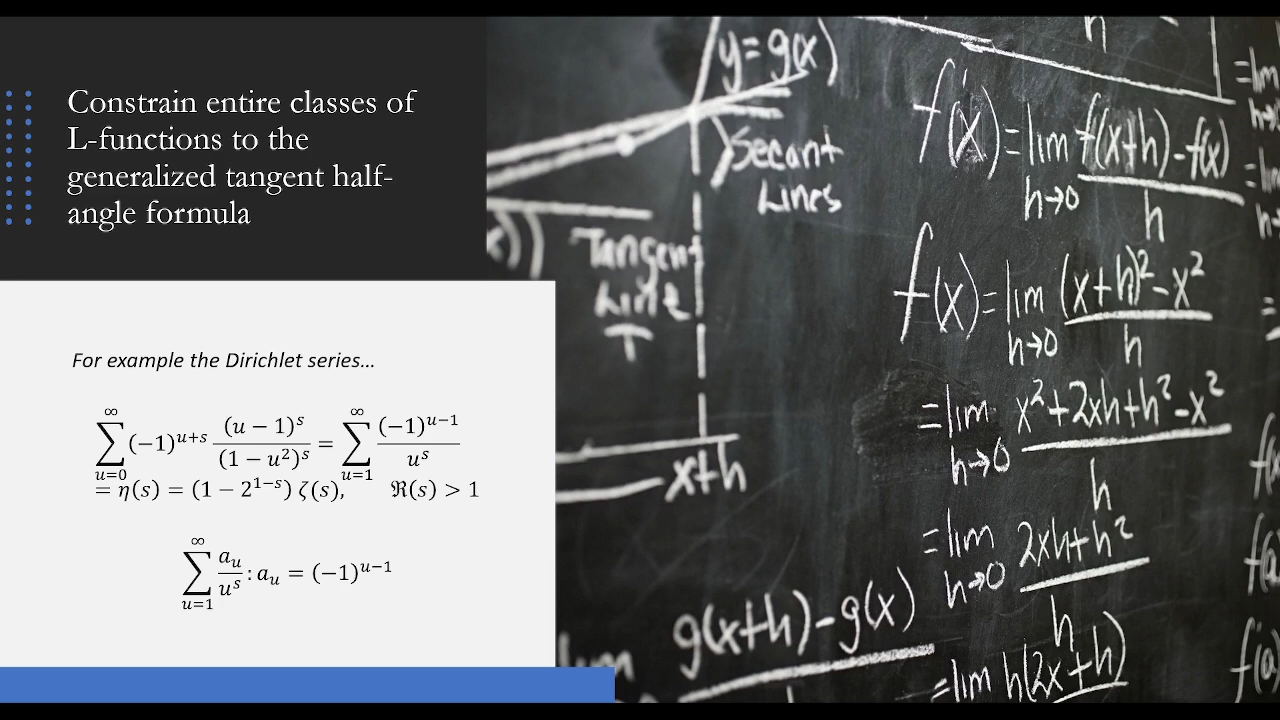 Constrain entire classes of
L-functions to the
generalized tangent half-
angle formula
For example the Dirichlet series...
∞ ∑ u=0 (−1)^{u+s} (u − 1)^s / (1 − u²)^s = ∞ ∑ u=1 (−1)^{u−1} / u^s
= η(s) = (1 − 2^{1−s}) ζ(s), ℜ(s) > 1
∞ ∑ u=1 a_u / u^s : a_u = (−1)^{u−1}
y = g(x)
Secant
Lines
Tangent
Line
x+h
g(x+h) − g(x)
h
f'(x) = lim h→0 f(x+h) − f(x) / h
f(x) = lim h→0 (x+h)² − x² / h
= lim h→0 x² + 2xh + h² − x² / h
= lim h→0 2xh + h² / h
= lim h(2x + h)